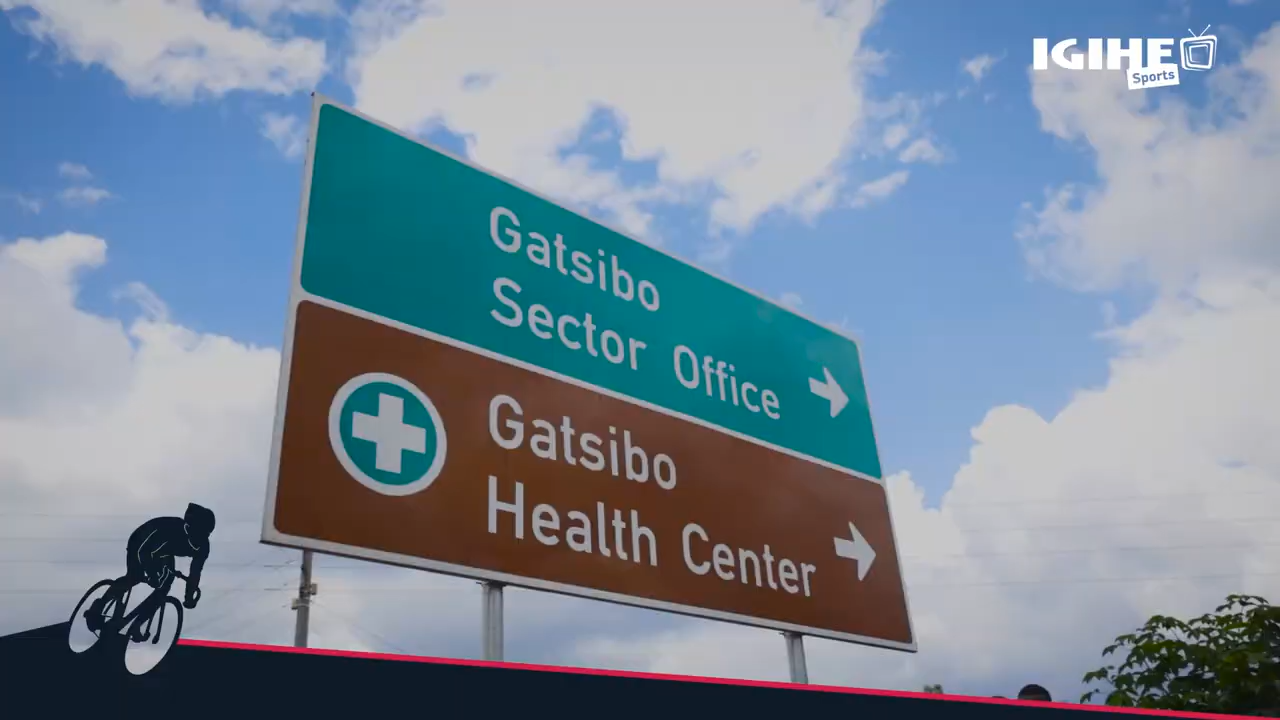 IGIHE
Sports
Gatsibo
Sector Office
Gatsibo
Health Center